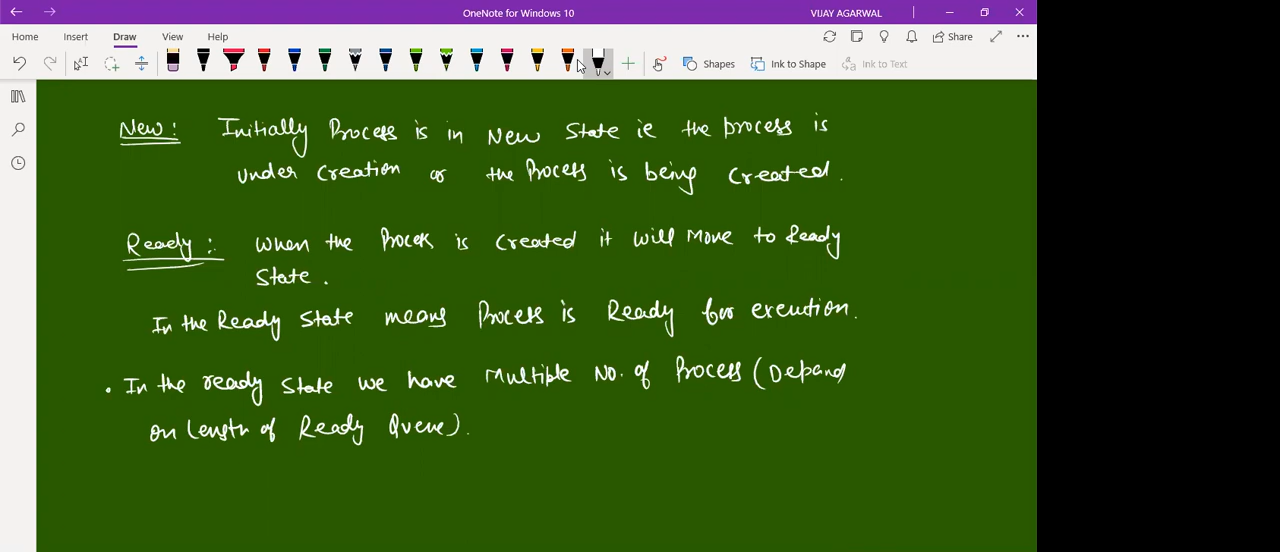 OneNote for Windows 10
VIJAY AGARWAL
Home Insert Draw View Help
Share
Shapes Ink to Shape Ink to Text
New: Initially Process is in New State ie the process is
under creation or the Process is being created.
Ready: When the Process is created it will Move to Ready
State.
In the Ready State means Process is Ready for execution.
• In the ready State we have Multiple No. of Process (Depand
on Length of Ready Queue).